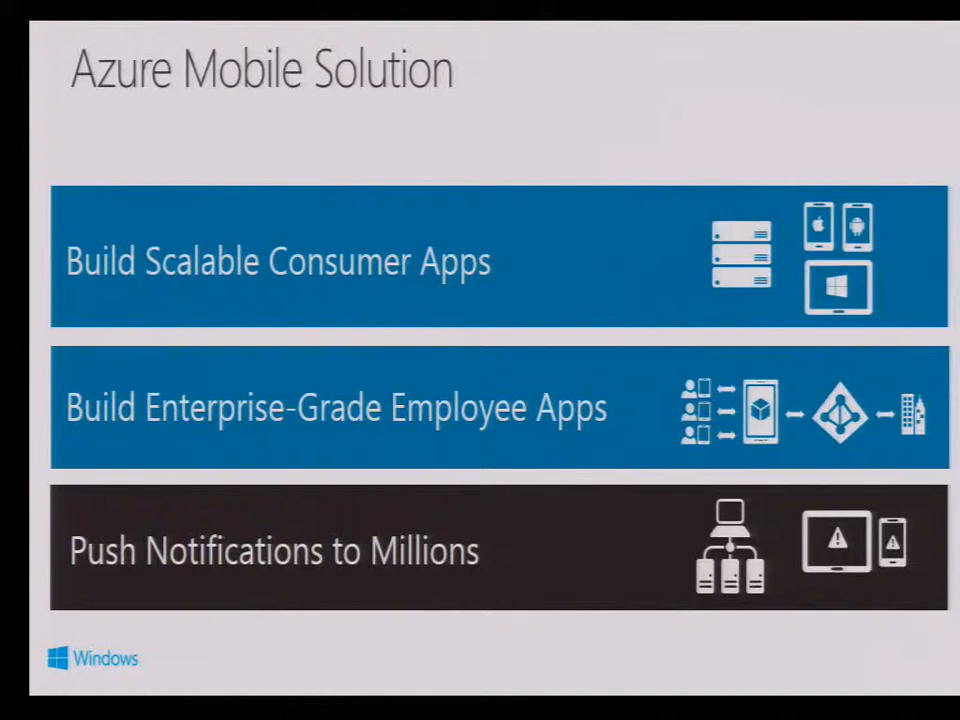 Azure Mobile Solution
Build Scalable Consumer Apps
Build Enterprise-Grade Employee Apps
Push Notifications to Millions
Windows